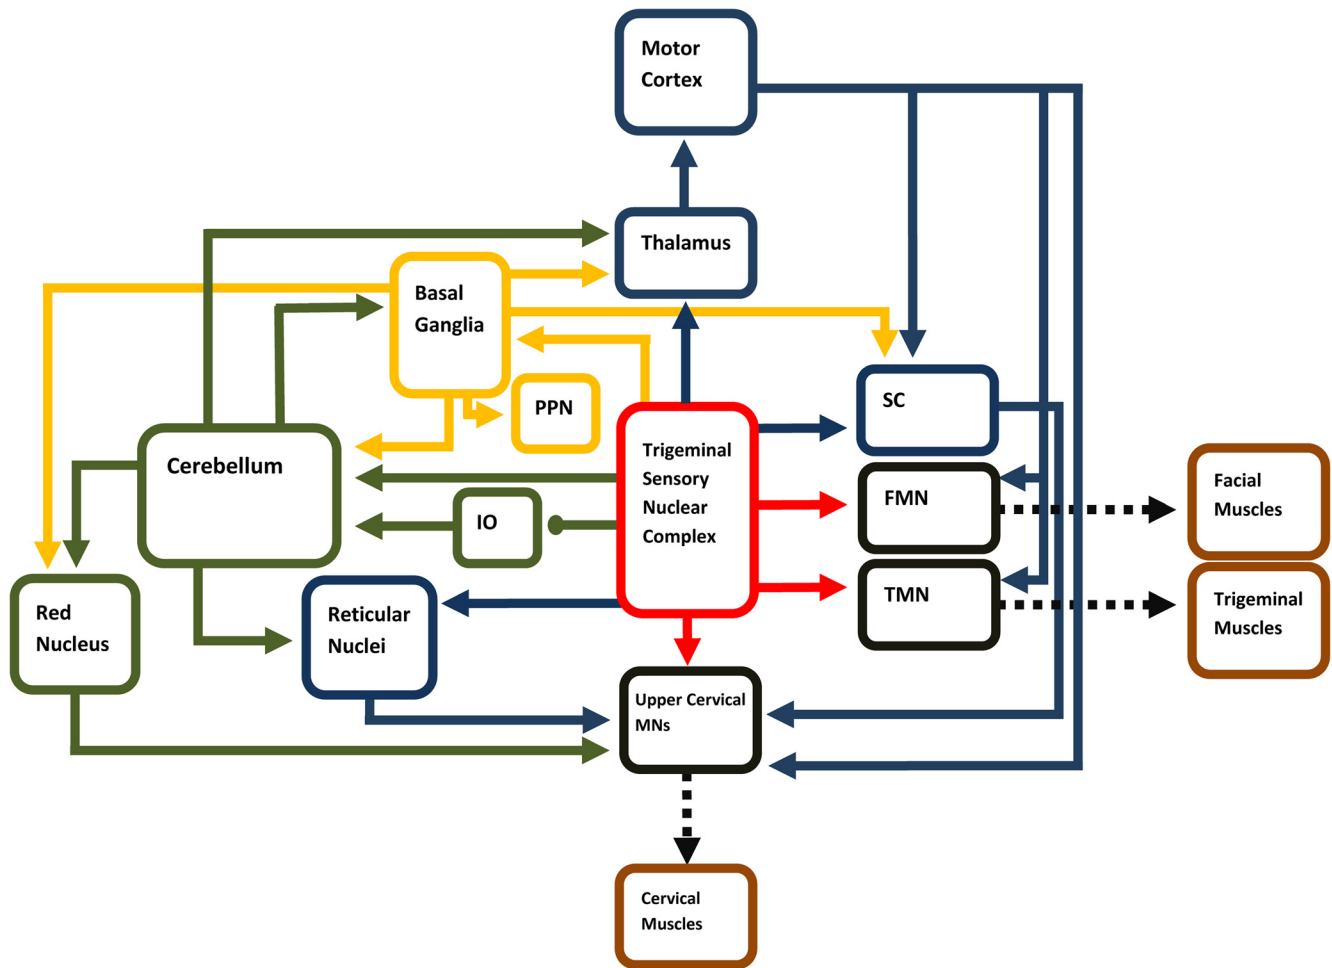 Motor
Cortex
Thalamus
Basal
Ganglia
PPN
SC
Cerebellum
Trigeminal
Sensory
Nuclear
Complex
IO
FMN
Facial
Muscles
TMN
Trigeminal
Muscles
Red
Nucleus
Reticular
Nuclei
Upper Cervical
MNs
Cervical
Muscles